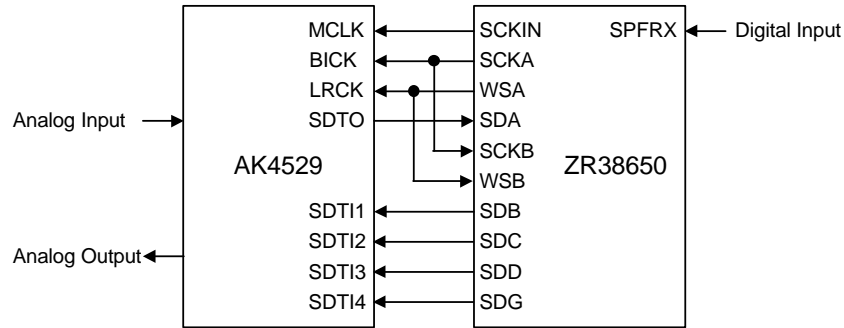 MCLK SCKIN SPFRX Digital Input
BICK SCKA
LRCK WSA
Analog Input SDTO SDA
SCKB
AK4529 ZR38650
WSB
SDTI1 SDB
SDTI2 SDC
Analog Output
SDTI3 SDD
SDTI4 SDG